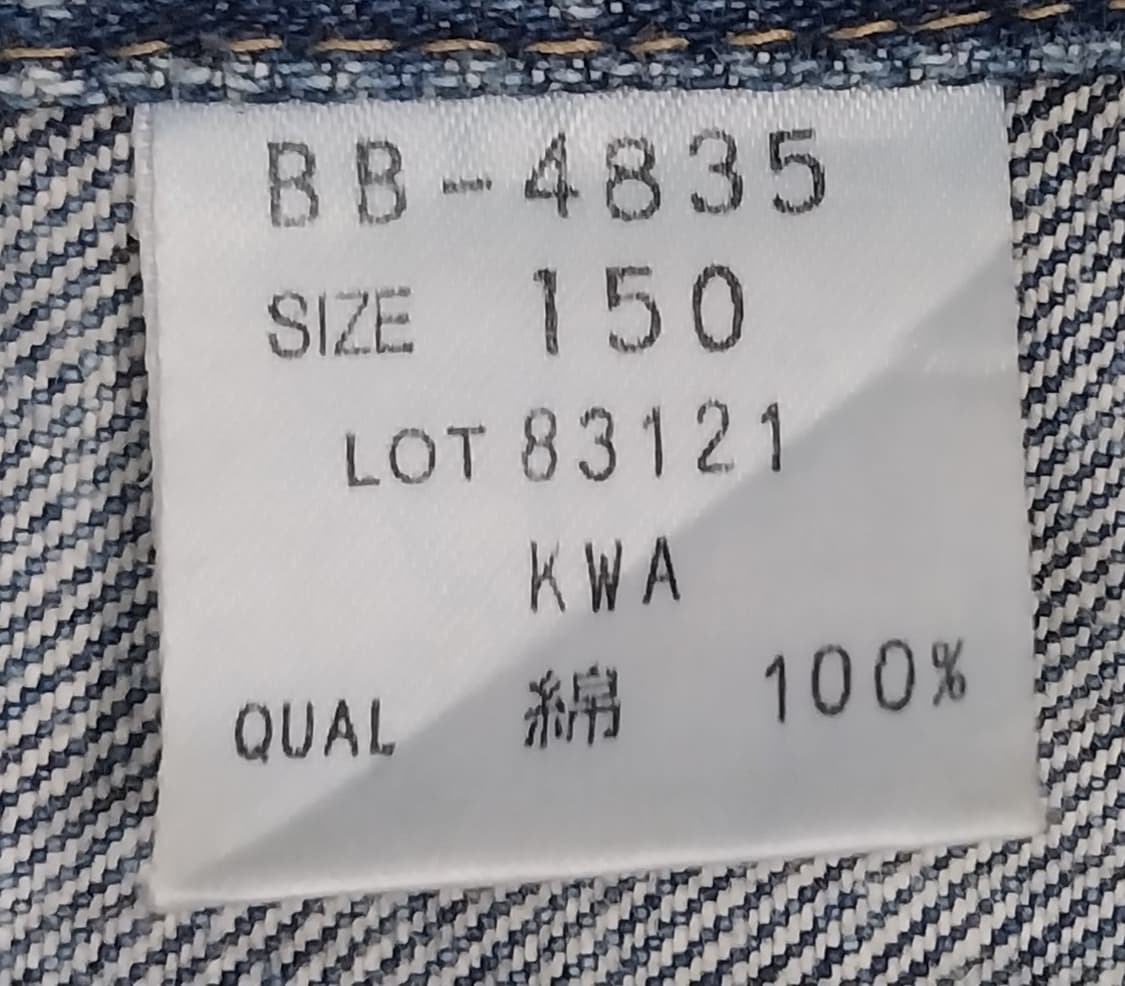 BB-4835
SIZE 150
LOT 83121
KWA
QUAL 綿 100%